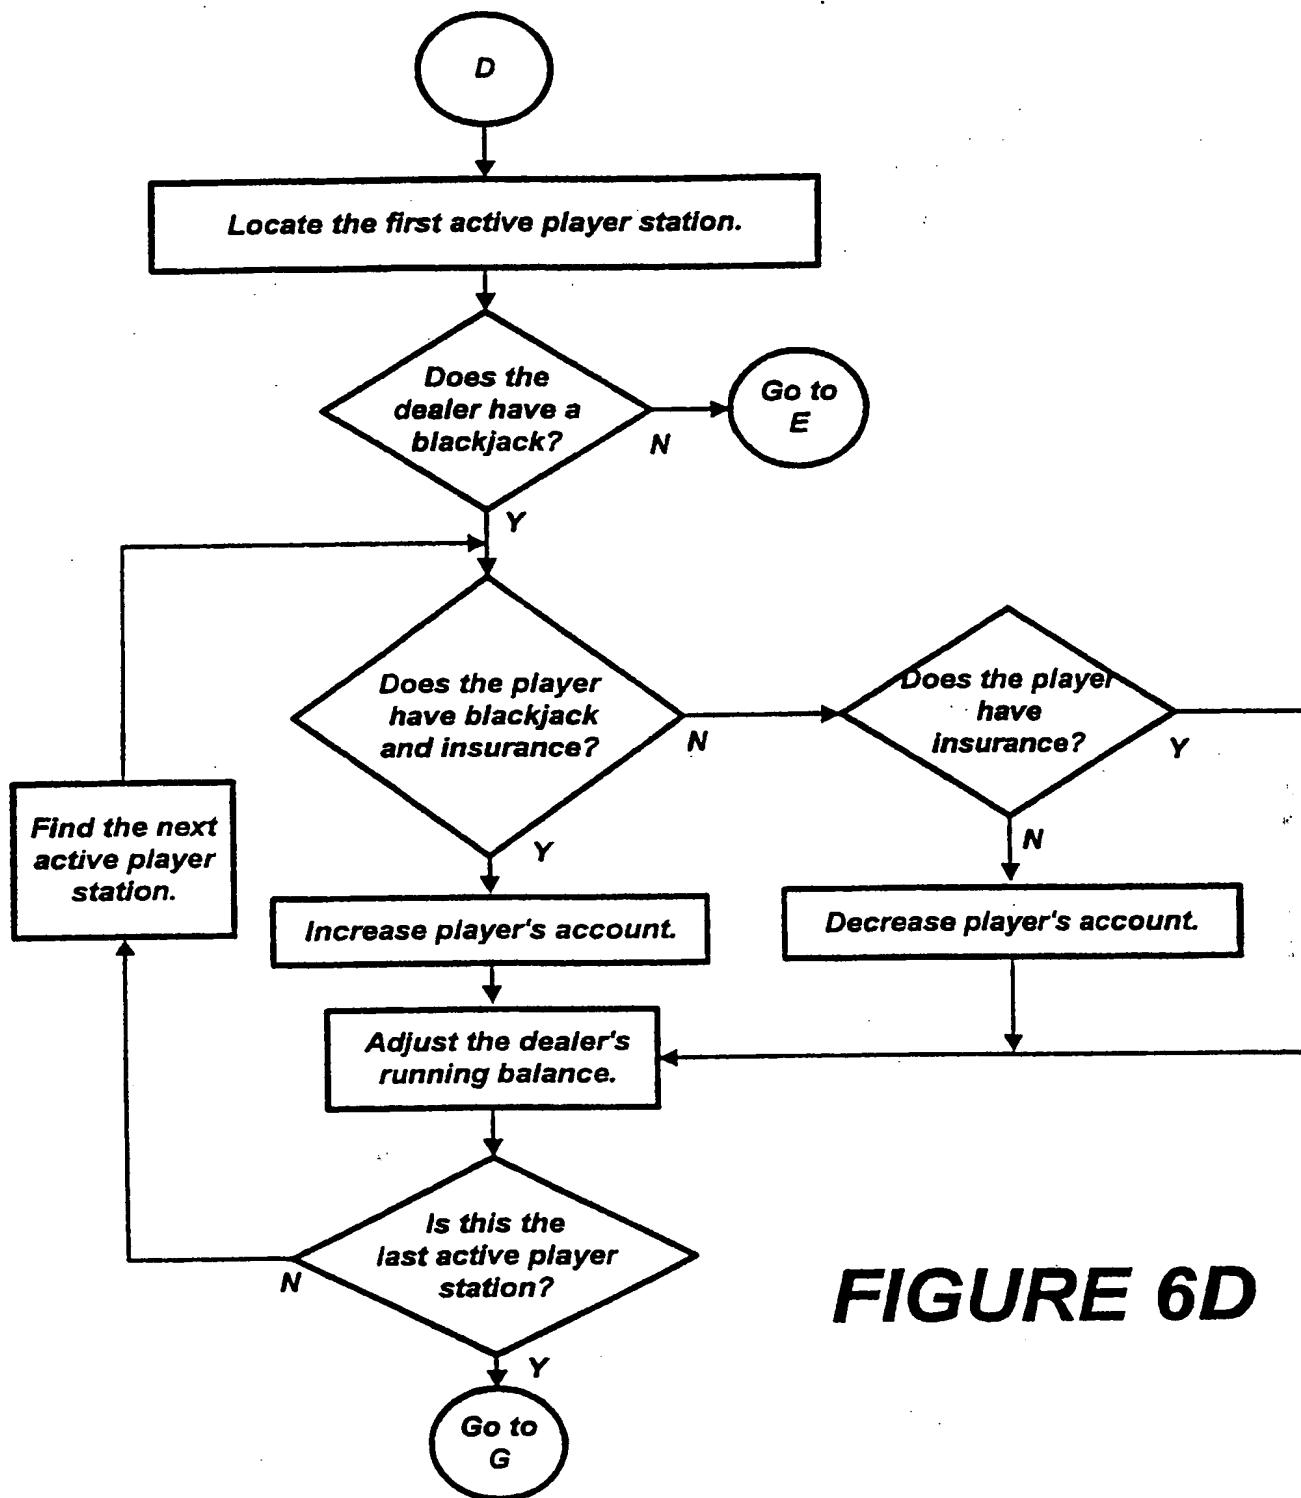 D
Locate the first active player station.
Does the
dealer have a
blackjack?
N
Go to
E
Y
Does the player
have blackjack
and insurance?
N
Does the player
have
insurance?
Y
N
Y
Find the next
active player
station.
Increase player's account.
Decrease player's account.
Adjust the dealer's
running balance.
Is this the
last active player
station?
N
Y
Go to
G
FIGURE 6D